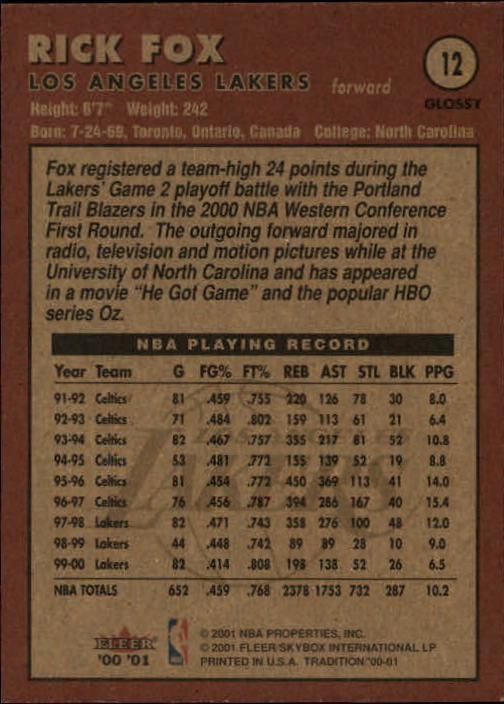 RICK FOX
12
LOS ANGELES LAKERS forward
GLOSSY
Height: 6'7" Weight: 242
Born: 7-24-69, Toronto, Ontario, Canada College: North Carolina
Fox registered a team-high 24 points during the
Lakers' Game 2 playoff battle with the Portland
Trail Blazers in the 2000 NBA Western Conference
First Round. The outgoing forward majored in
radio, television and motion pictures while at the
University of North Carolina and has appeared
in a movie "He Got Game" and the popular HBO
series Oz.
NBA PLAYING RECORD
Year Team G FG% FT% REB AST STL BLK PPG
91-92 Celtics 81 .459 .755 220 126 78 30 8.0
92-93 Celtics 71 .484 .802 159 113 61 21 6.4
93-94 Celtics 82 .467 .757 355 217 81 52 10.8
94-95 Celtics 53 .481 .772 155 139 52 19 8.8
95-96 Celtics 81 .454 .772 450 369 113 41 14.0
96-97 Celtics 76 .456 .787 394 286 167 40 15.4
97-98 Lakers 82 .471 .743 358 276 100 48 12.0
98-99 Lakers 44 .448 .742 89 89 28 10 9.0
99-00 Lakers 82 .414 .808 198 138 52 26 6.5
NBA TOTALS 652 .459 .768 2378 1753 732 287 10.2
FLEER
'00 '01
© 2001 NBA PROPERTIES, INC.
© 2001 FLEER/SKYBOX INTERNATIONAL LP
PRINTED IN U.S.A. TRADITION '00-01